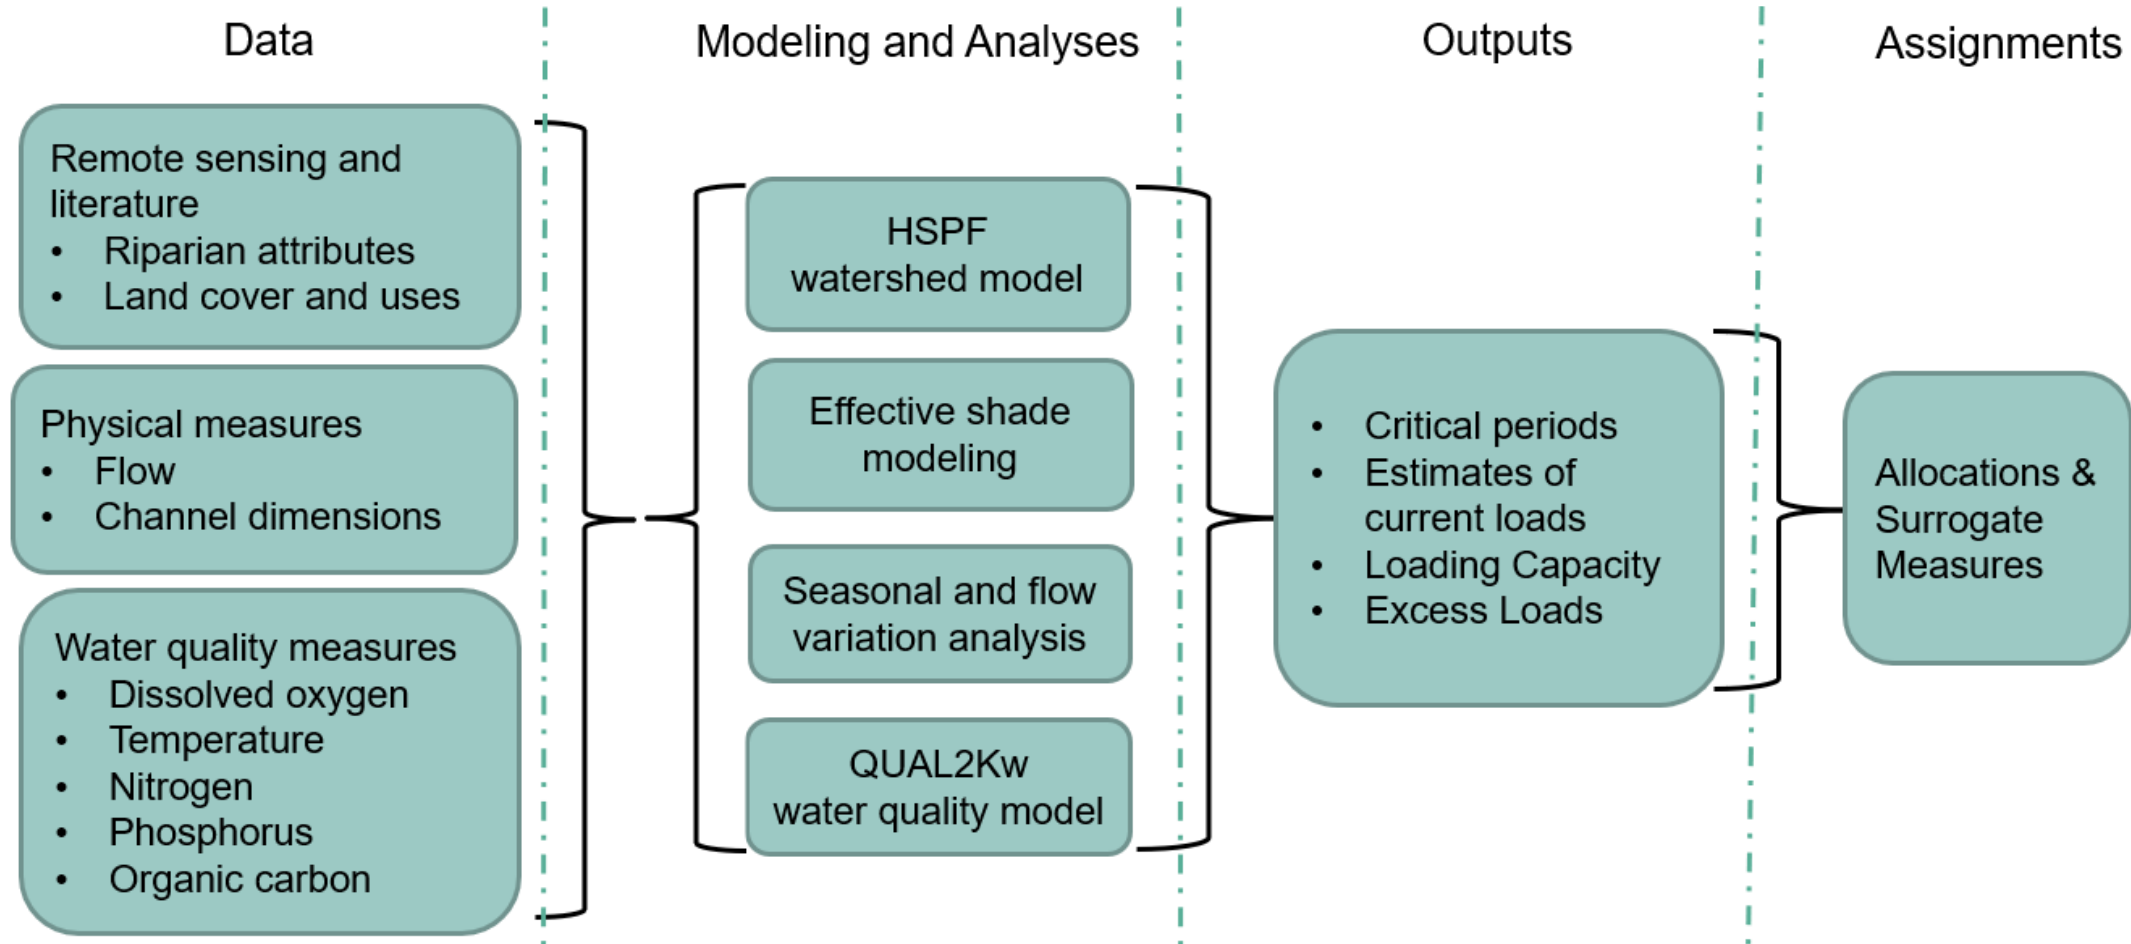 Data
Modeling and Analyses
Outputs
Assignments
Remote sensing and
literature
• Riparian attributes
• Land cover and uses
Physical measures
• Flow
• Channel dimensions
Water quality measures
• Dissolved oxygen
• Temperature
• Nitrogen
• Phosphorus
• Organic carbon
HSPF
watershed model
Effective shade
modeling
Seasonal and flow
variation analysis
QUAL2Kw
water quality model
• Critical periods
• Estimates of
current loads
• Loading Capacity
• Excess Loads
Allocations &
Surrogate
Measures